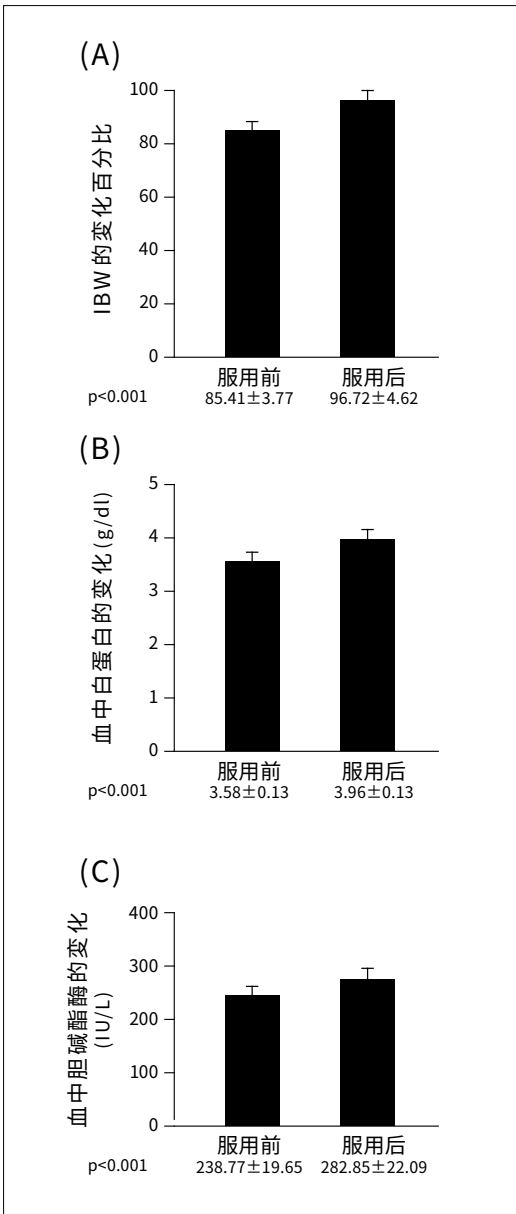 (A)
IBW 的变化百分比
100
80
60
40
20
0
服用前 服用后
p<0.001 85.41±3.77 96.72±4.62
(B)
血中白蛋白的变化(g/dl)
5
4
3
2
1
0
服用前 服用后
p<0.001 3.58±0.13 3.96±0.13
(C)
血中胆碱酯酶的变化
(IU/L)
400
300
200
100
0
服用前 服用后
p<0.001 238.77±19.65 282.85±22.09